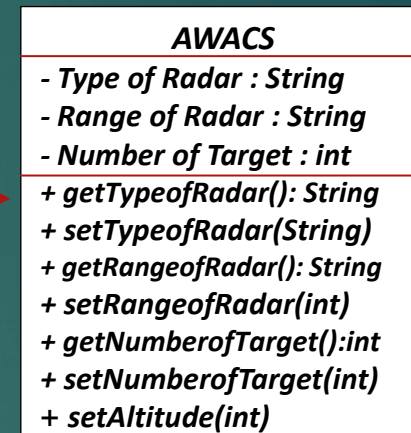 AWACS
- Type of Radar : String
- Range of Radar : String
- Number of Target : int
+ getTypeofRadar(): String
+ setTypeofRadar(String)
+ getRangeofRadar(): String
+ setRangeofRadar(int)
+ getNumberofTarget():int
+ setNumberofTarget(int)
+ setAltitude(int)